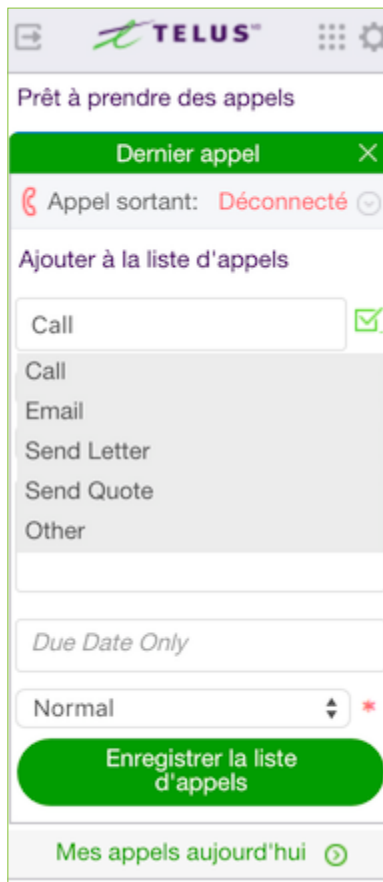 TELUS
Prêt à prendre des appels
Dernier appel
Appel sortant: Déconnecté
Ajouter à la liste d'appels
Call
Call
Email
Send Letter
Send Quote
Other
Due Date Only
Normal *
Enregistrer la liste
d'appels
Mes appels aujourd'hui